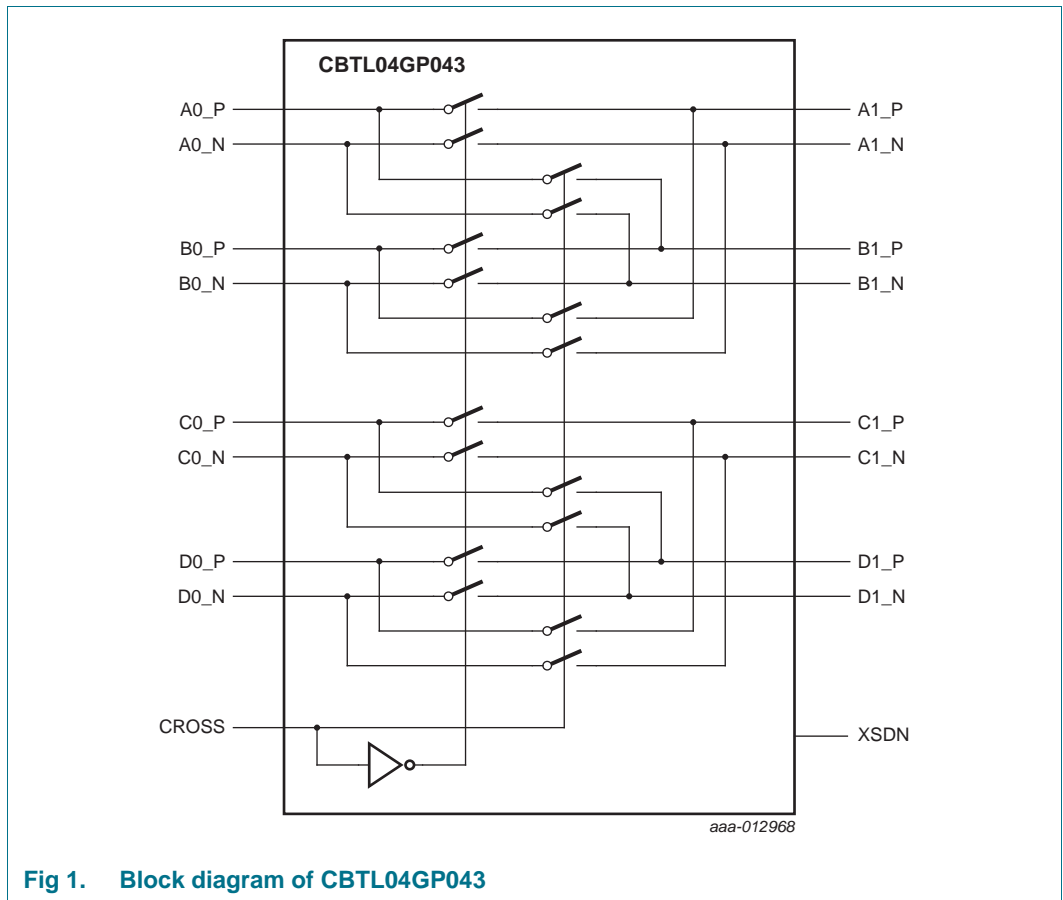 CBTL04GP043
A0_P
A1_P
A0_N
A1_N
B0_P
B1_P
B0_N
B1_N
C0_P
C1_P
C0_N
C1_N
D0_P
D1_P
D0_N
D1_N
CROSS
XSDN
aaa-012968
Fig 1. Block diagram of CBTL04GP043